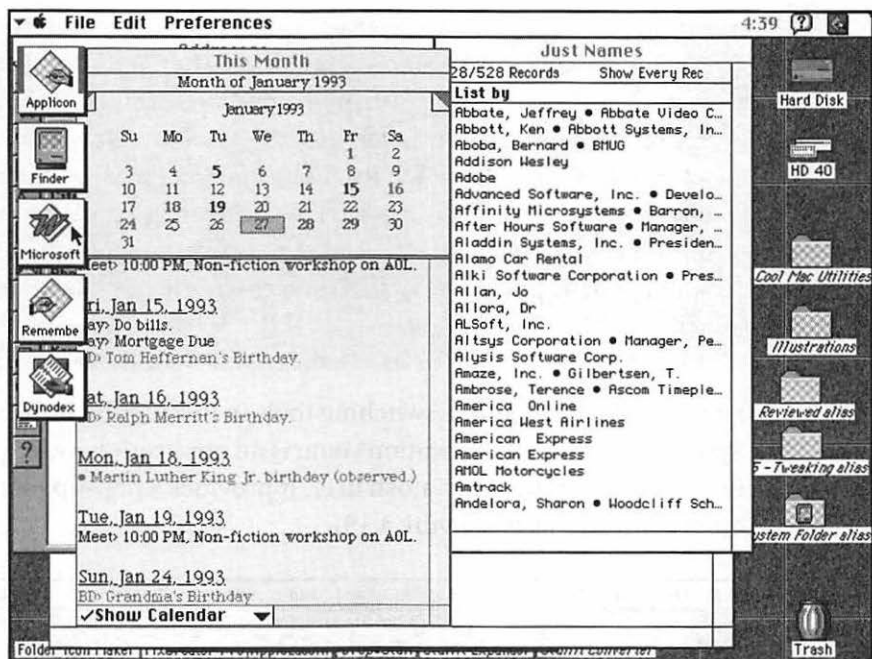 File Edit Preferences 4:39
This Month
Month of January 1993
January 1993
Su Mo Tu We Th Fr Sa
1 2
3 4 5 6 7 8 9
10 11 12 13 14 15 16
17 18 19 20 21 22 23
24 25 26 27 28 29 30
31
Meet› 10:00 PM, Non-fiction workshop on AOL.
Fri, Jan 15, 1993
Pay› Do bills.
Pay› Mortgage Due
BD› Tom Heffernan's Birthday.
Sat, Jan 16, 1993
BD› Ralph Merritt's Birthday.
Mon, Jan 18, 1993
• Martin Luther King Jr. birthday (observed.)
Tue, Jan 19, 1993
Meet› 10:00 PM, Non-fiction workshop on AOL.
Sun, Jan 24, 1993
BD› Grandma's Birthday
✓Show Calendar
Applicon
Finder
Microsoft
Remembe
Dynodex
?
Just Names
28/528 Records Show Every Rec
List by
Abbate, Jeffrey • Abbate Video C…
Abbott, Ken • Abbott Systems, In…
Aboba, Bernard • BMUG
Addison Wesley
Adobe
Advanced Software, Inc. • Develo…
Affinity Microsystems • Barron, …
After Hours Software • Manager, …
Aladdin Systems, Inc. • Presiden…
Alamo Car Rental
Alki Software Corporation • Pres…
Allan, Jo
Allora, Dr
ALSoft, Inc.
Altsys Corporation • Manager, Pe…
Alysis Software Corp.
Amaze, Inc. • Gilbertsen, T.
Ambrose, Terence • Ascom Timeple…
America Online
America West Airlines
American Express
American Express
AMOL Motorcycles
Amtrack
Andelora, Sharon • Woodcliff Sch…
Hard Disk
HD 40
Cool Mac Utilities
Illustrations
Reviewed alias
5 - Tweaking alias
ystem Folder alias
Trash
Folder Icon Maker